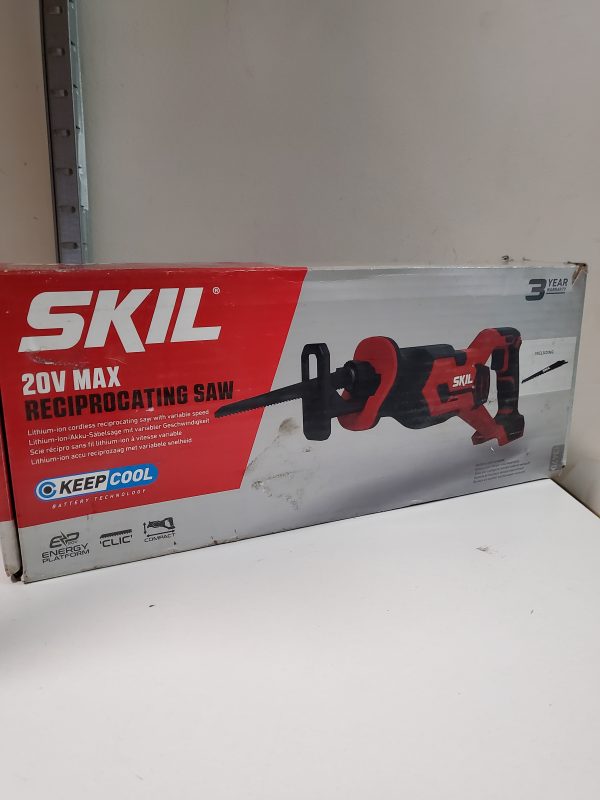 SKIL®
20V MAX
RECIPROCATING SAW
Lithium-ion cordless reciprocating saw with variable speed
Lithium-ion-Akku-Säbelsäge mit variabler Geschwindigkeit
Scie récipro sans fil lithium-ion à vitesse variable
Lithium-ion accu reciprozaag met variabele snelheid
KEEP COOL
BATTERY TECHNOLOGY
ENERGY
PLATFORM
'CLIC'
COMPACT
SKIL
3 YEAR
WARRANTY
INCLUDING